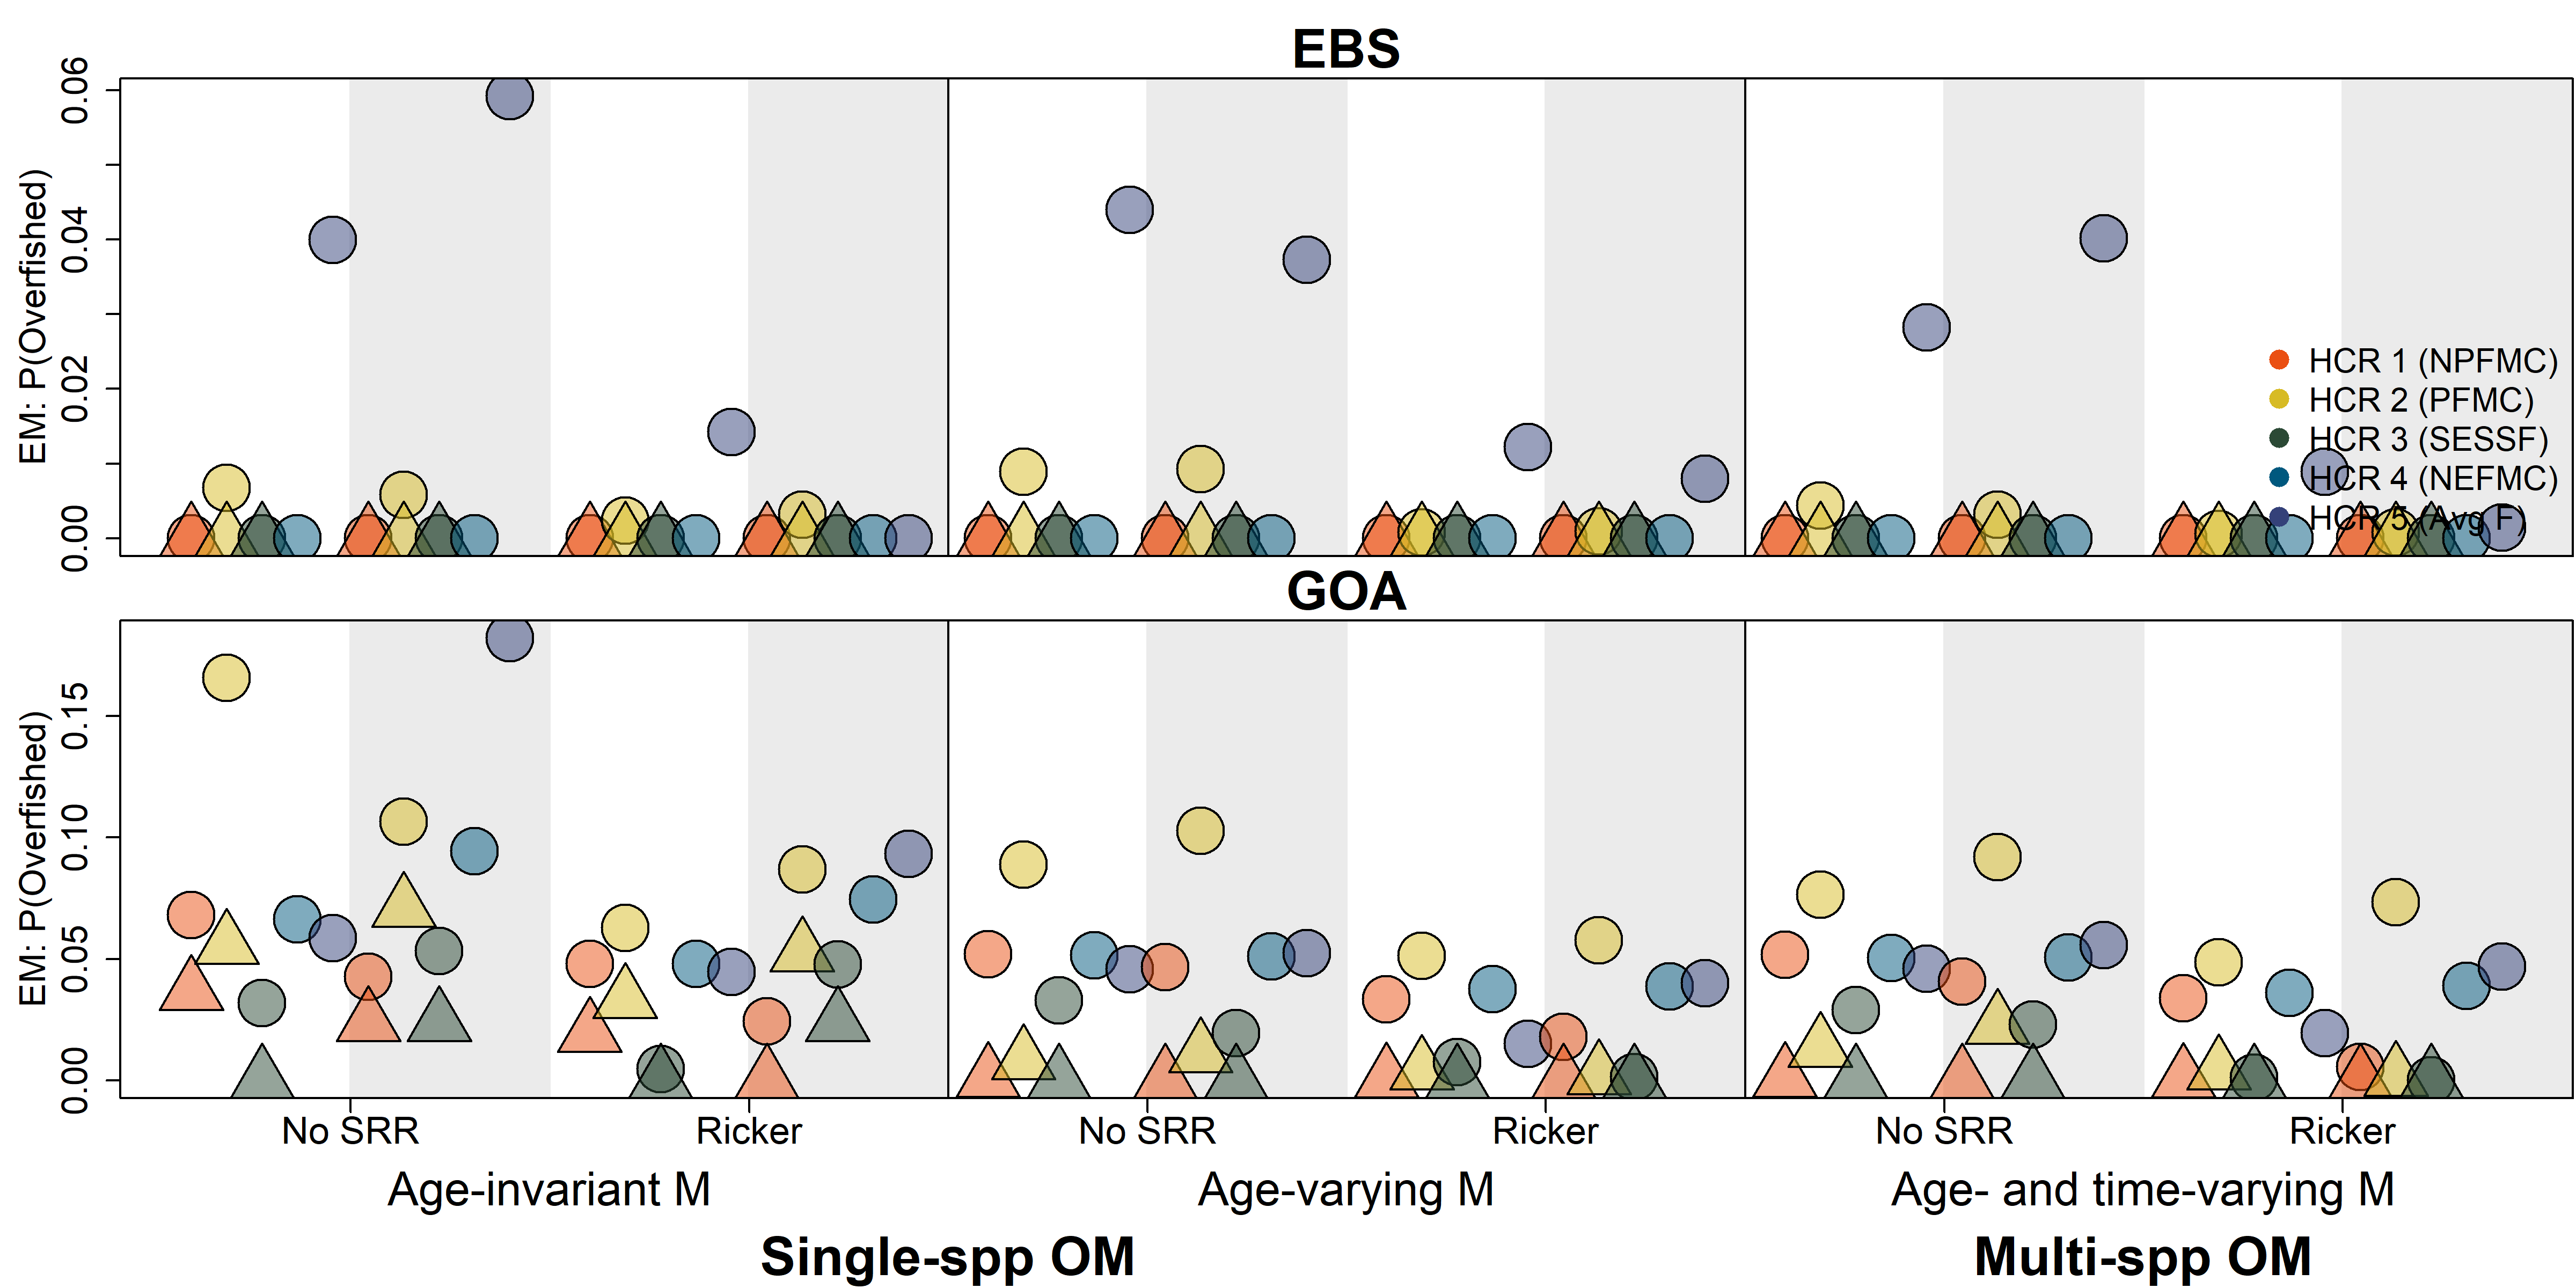 EBS
EM: P(Overfished)
0.06
0.04
0.02
0.00
HCR 1 (NPFMC)
HCR 2 (PFMC)
HCR 3 (SESSF)
HCR 4 (NEFMC)
HCR 5 (Avg F)
GOA
EM: P(Overfished)
0.15
0.10
0.05
0.00
No SRR Ricker No SRR Ricker No SRR Ricker
Age-invariant M Age-varying M Age- and time-varying M
Single-spp OM Multi-spp OM